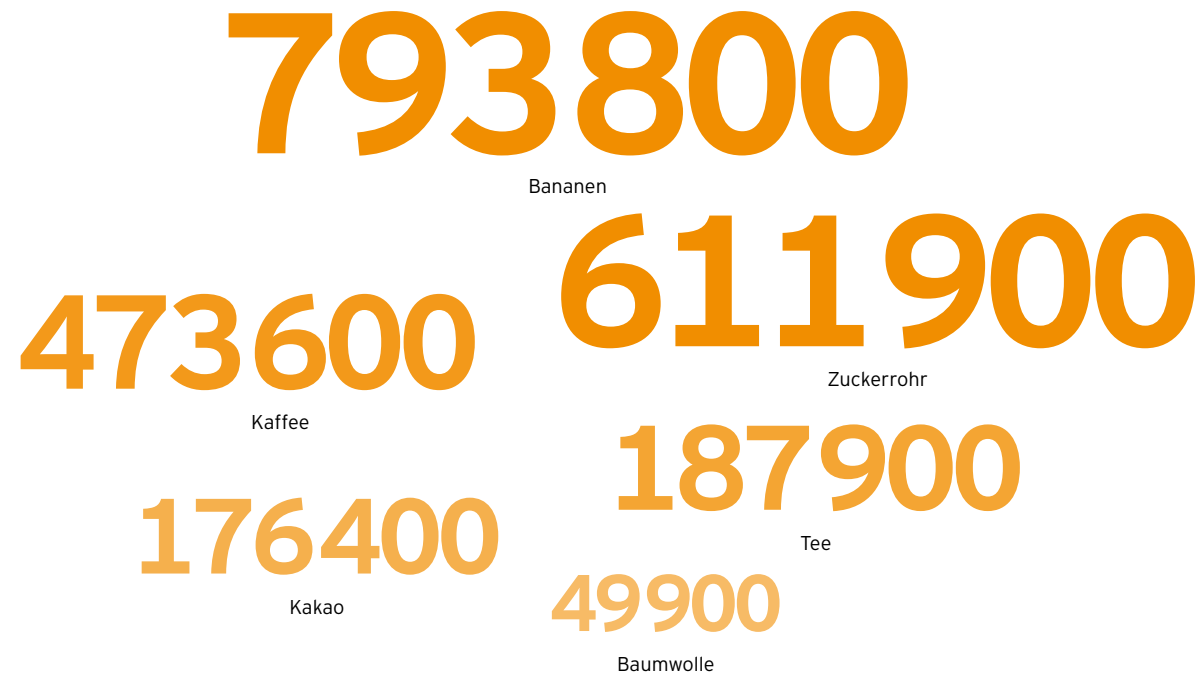 793800
Bananen
611900
Zuckerrohr
473600
Kaffee
187900
Tee
176400
Kakao
49900
Baumwolle